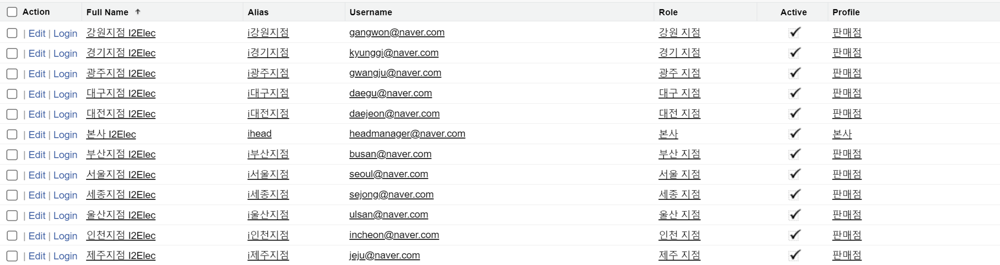 Action Full Name ↑ Alias Username Role Active Profile
| Edit | Login 강원지점 I2Elec i강원지점 gangwon@naver.com 강원 지점 판매점
| Edit | Login 경기지점 I2Elec i경기지점 kyunggi@naver.com 경기 지점 판매점
| Edit | Login 광주지점 I2Elec i광주지점 gwangju@naver.com 광주 지점 판매점
| Edit | Login 대구지점 I2Elec i대구지점 daegu@naver.com 대구 지점 판매점
| Edit | Login 대전지점 I2Elec i대전지점 daejeon@naver.com 대전 지점 판매점
| Edit | Login 본사 I2Elec ihead headmanager@naver.com 본사 본사
| Edit | Login 부산지점 I2Elec i부산지점 busan@naver.com 부산 지점 판매점
| Edit | Login 서울지점 I2Elec i서울지점 seoul@naver.com 서울 지점 판매점
| Edit | Login 세종지점 I2Elec i세종지점 sejong@naver.com 세종 지점 판매점
| Edit | Login 울산지점 I2Elec i울산지점 ulsan@naver.com 울산 지점 판매점
| Edit | Login 인천지점 I2Elec i인천지점 incheon@naver.com 인천 지점 판매점
| Edit | Login 제주지점 I2Elec i제주지점 jeju@naver.com 제주 지점 판매점